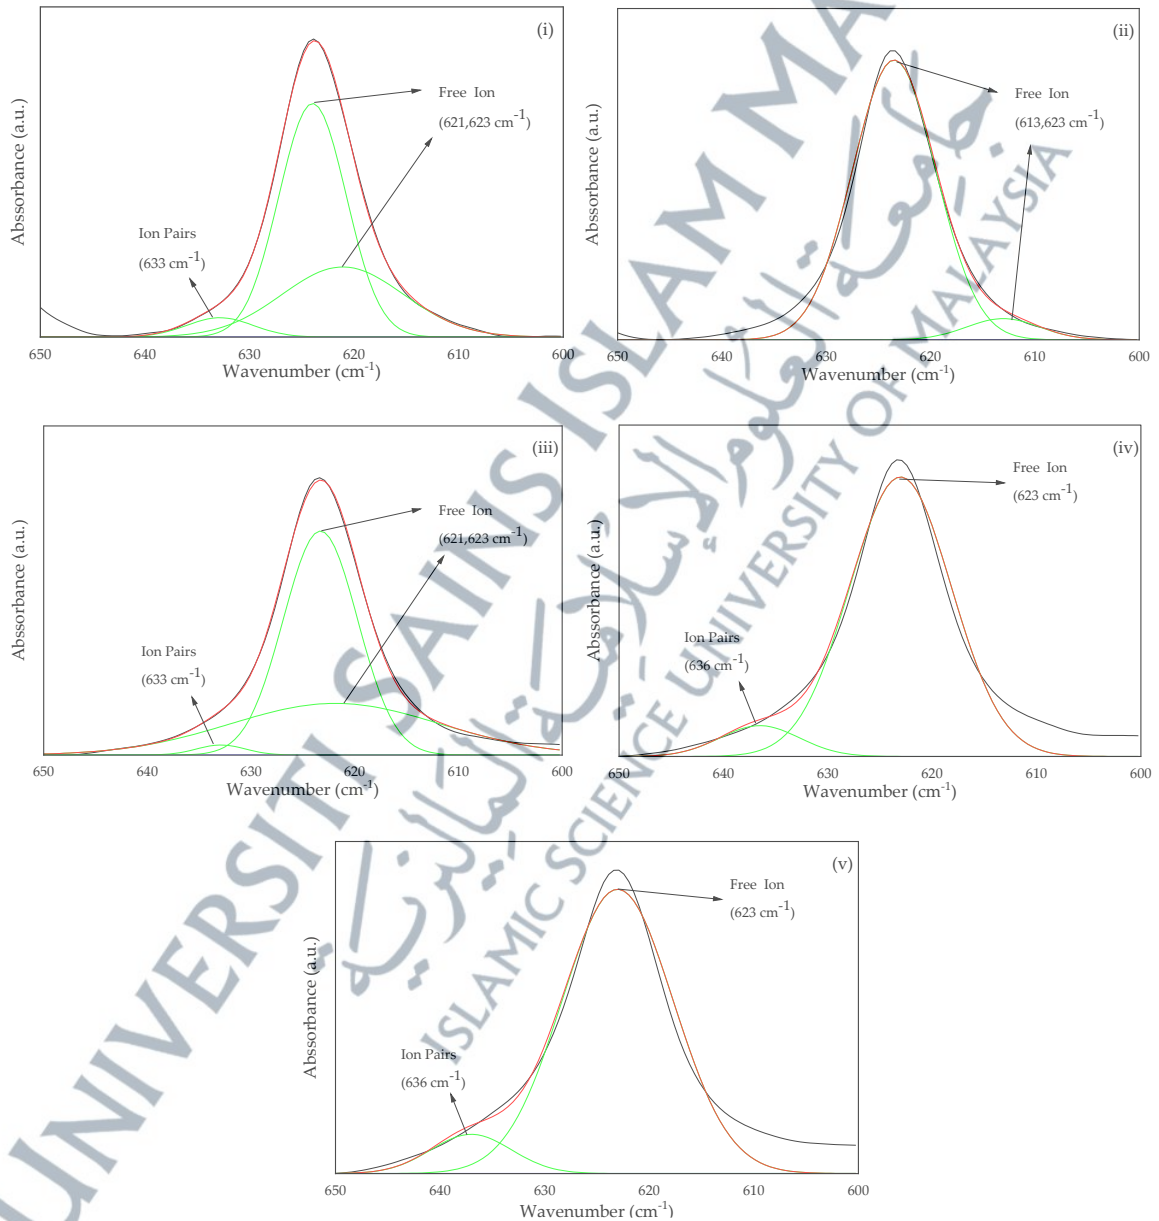 (i)
Free Ion
(621,623 cm-1)
Ion Pairs
(633 cm-1)
Abssorbance (a.u.)
650 640 630 620 610 600
Wavenumber (cm-1)
(ii)
Free Ion
(613,623 cm-1)
Abssorbance (a.u.)
650 640 630 620 610 600
Wavenumber (cm-1)
(iii)
Free Ion
(621,623 cm-1)
Ion Pairs
(633 cm-1)
Abssorbance (a.u.)
650 640 630 620 610 600
Wavenumber (cm-1)
(iv)
Free Ion
(623 cm-1)
Ion Pairs
(636 cm-1)
Abssorbance (a.u.)
650 640 630 620 610 600
Wavenumber (cm-1)
(v)
Free Ion
(623 cm-1)
Ion Pairs
(636 cm-1)
Abssorbance (a.u.)
650 640 630 620 610 600
Wavenumber (cm-1)
UNIVERSITI SAINS ISLAM MA
ISLAMIC SCIENCE UNIVERSITY OF MALAYSIA